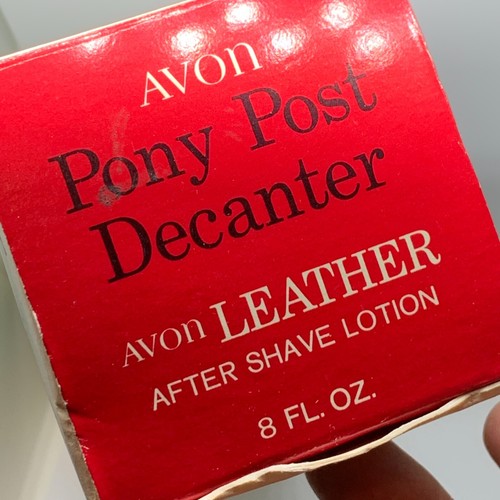 AVON
Pony Post
Decanter
AVON LEATHER
AFTER SHAVE LOTION
8 FL. OZ.